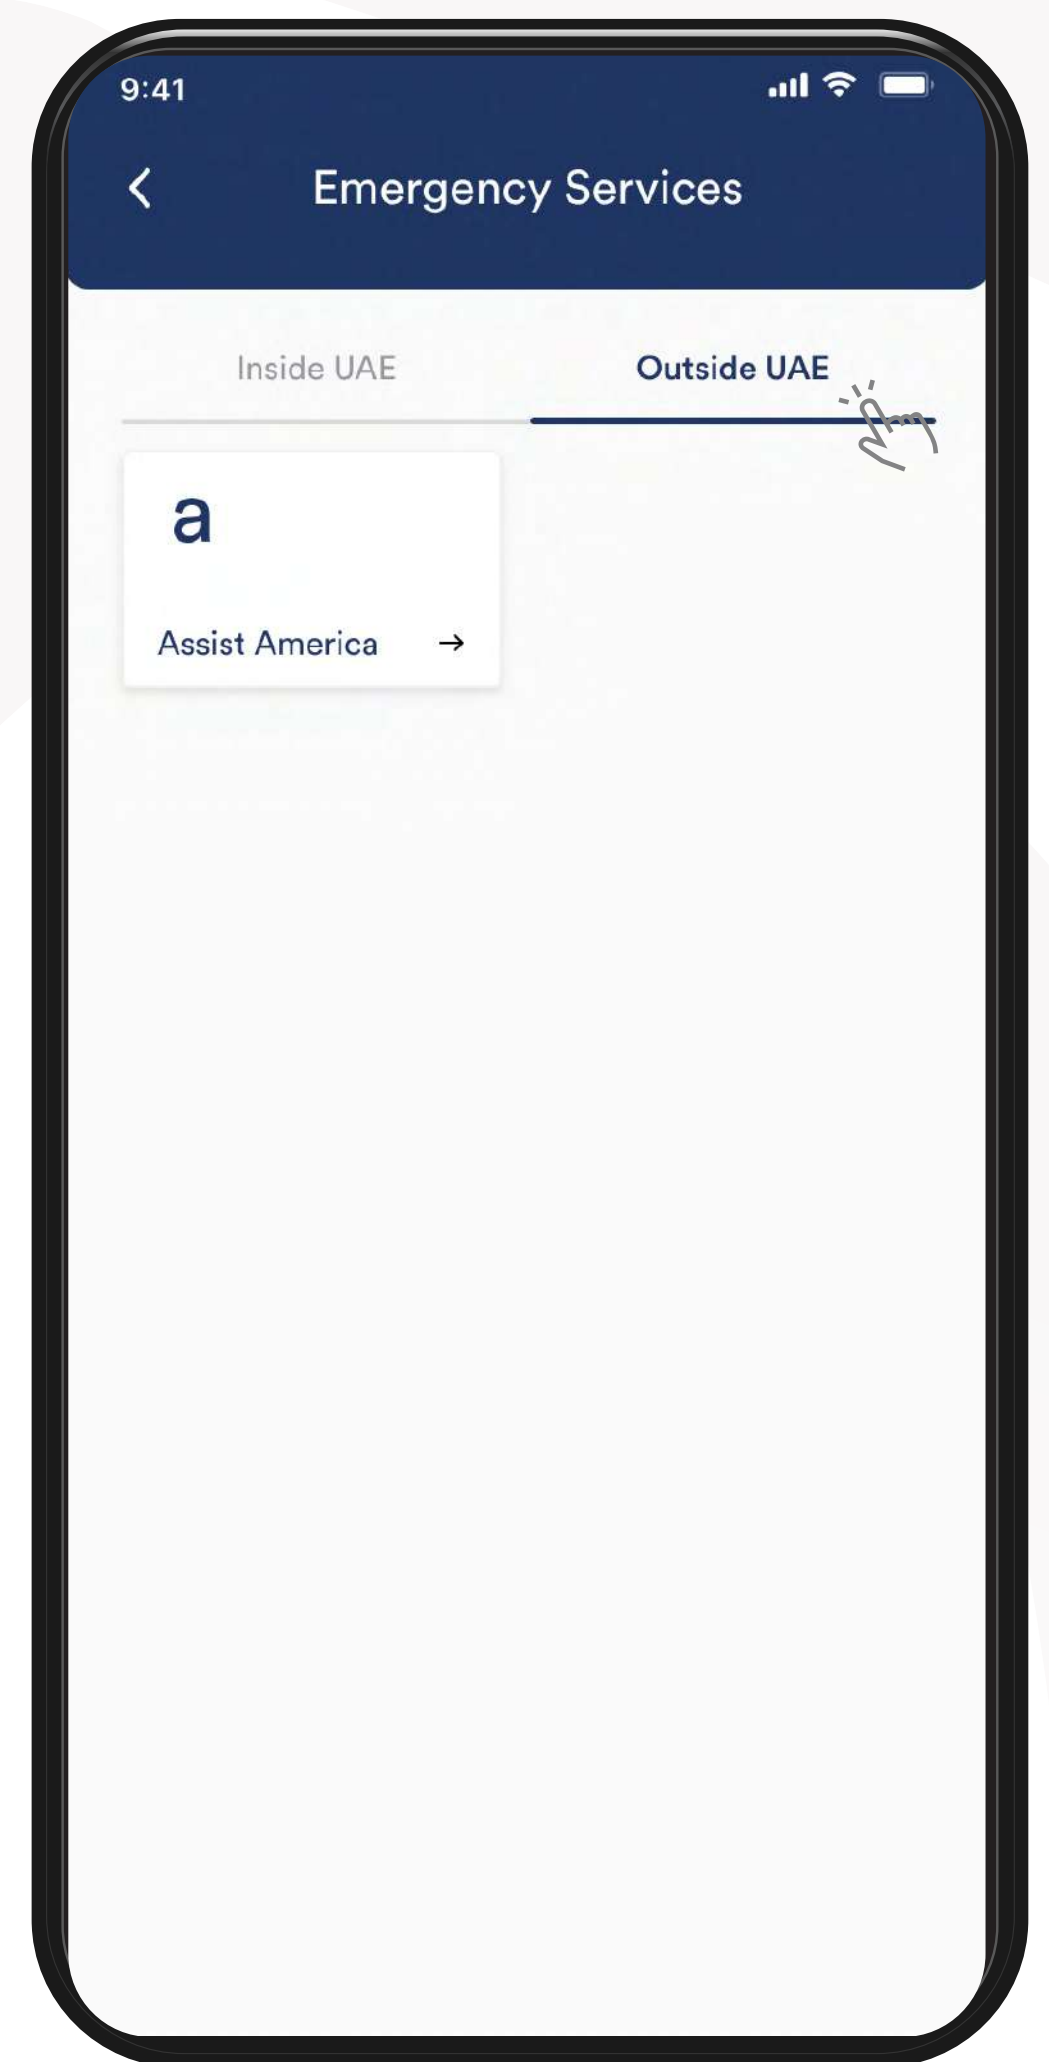 9:41
Emergency Services
Inside UAE
Outside UAE
a
Assist America